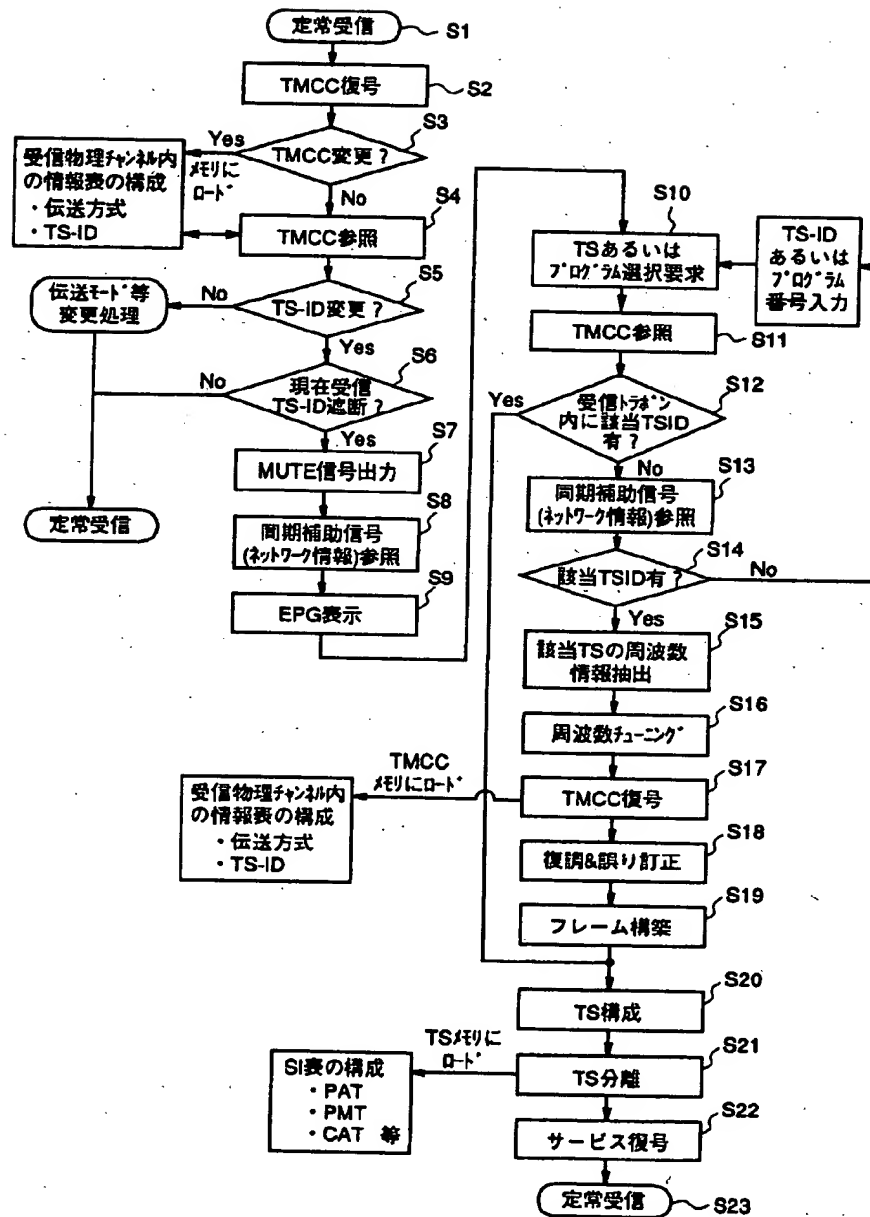 定常受信
S1
TMCC復号
S2
TMCC変更?
S3
Yes
メモリに
ロード
No
受信物理チャンネル内
の情報表の構成
・伝送方式
・TS-ID
TMCC参照
S4
TS-ID変更?
S5
No
Yes
伝送モード等
変更処理
現在受信
TS-ID遮断?
S6
No
Yes
MUTE信号出力
S7
定常受信
同期補助信号
(ネットワーク情報)参照
S8
EPG表示
S9
TSあるいは
プログラム選択要求
S10
TS-ID
あるいは
プログラム
番号入力
TMCC参照
S11
受信トラポン
内に該当TSID
有?
S12
Yes
No
同期補助信号
(ネットワーク情報)参照
S13
該当TSID有?
S14
No
Yes
該当TSの周波数
情報抽出
S15
周波数チューニング
S16
TMCC復号
S17
TMCC
メモリにロード
受信物理チャンネル内
の情報表の構成
・伝送方式
・TS-ID
復調&誤り訂正
S18
フレーム構築
S19
TS構成
S20
TS分離
S21
TSメモリに
ロード
SI表の構成
・PAT
・PMT
・CAT 等
サービス復号
S22
定常受信
S23